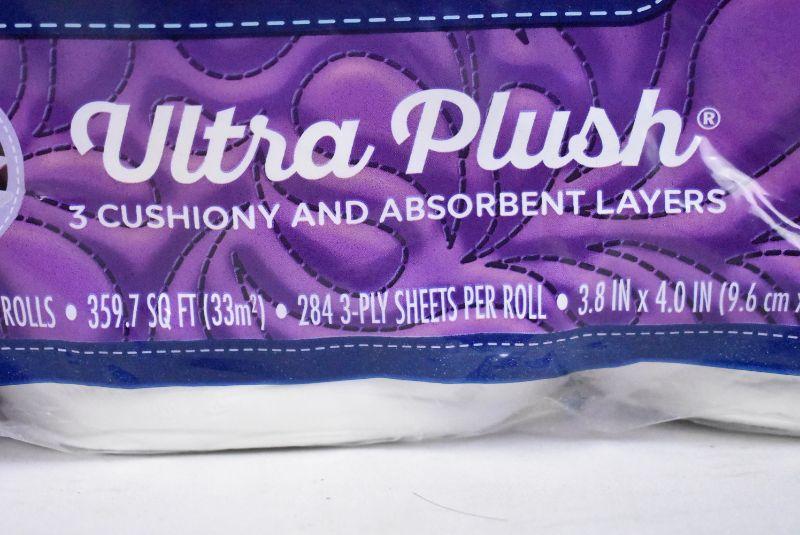 Ultra Plush®
3 CUSHIONY AND ABSORBENT LAYERS
ROLLS • 359.7 SQ FT (33m²) • 284 3-PLY SHEETS PER ROLL • 3.8 IN x 4.0 IN (9.6 cm x